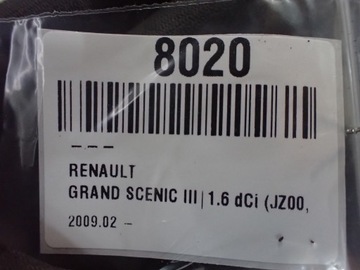 8020
RENAULT
GRAND SCENIC III|1.6 dCi (JZ00,
2009.02 -